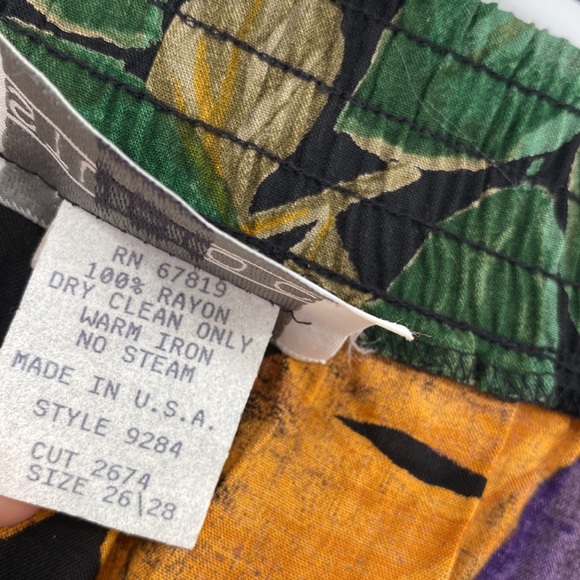 RN 67819
100% RAYON
DRY CLEAN ONLY
WARM IRON
NO STEAM
MADE IN U.S.A.
STYLE 9284
CUT 2674
SIZE 26\28